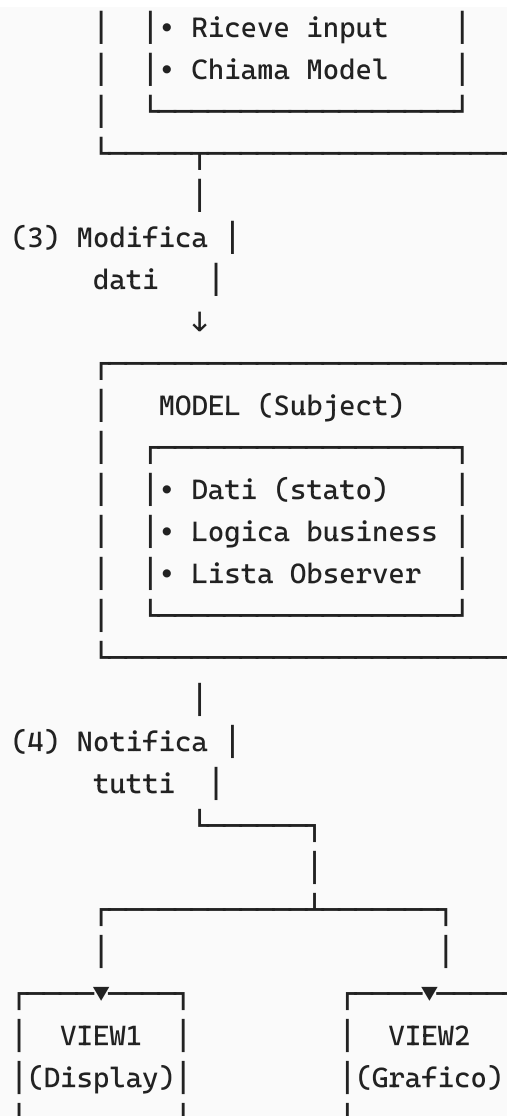 • Riceve input
• Chiama Model
(3) Modifica
dati
MODEL (Subject)
• Dati (stato)
• Logica business
• Lista Observer
(4) Notifica
tutti
VIEW1 VIEW2
(Display) (Grafico)